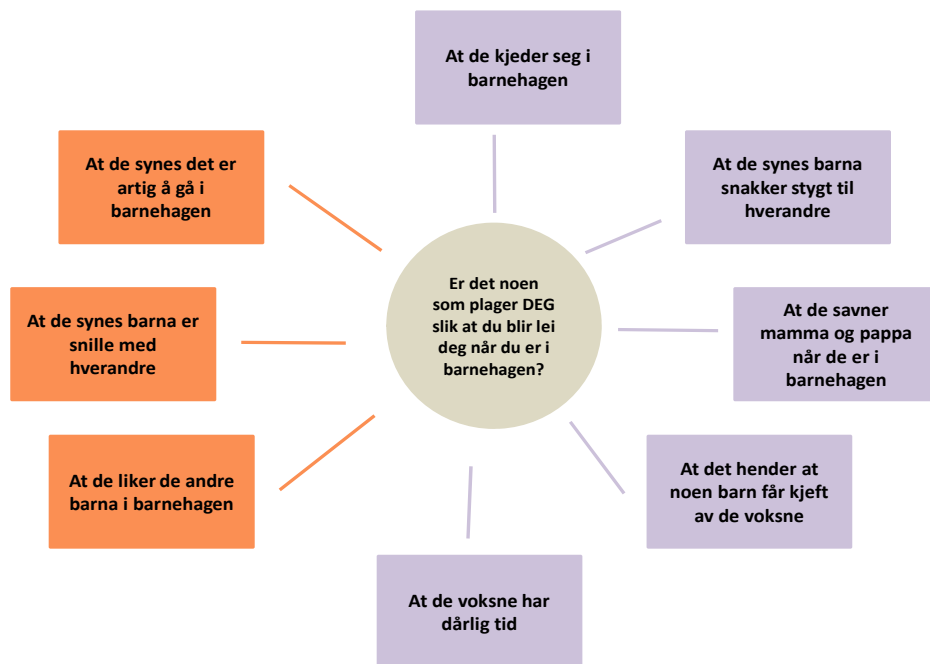 At de kjeder seg i
barnehagen
At de synes det er
artig å gå i
barnehagen
At de synes barna
snakker stygt til
hverandre
Er det noen
som plager DEG
slik at du blir lei
deg når du er i
barnehagen?
At de synes barna er
snille med
hverandre
At de savner
mamma og pappa
når de er i
barnehagen
At de liker de andre
barna i barnehagen
At det hender at
noen barn får kjeft
av de voksne
At de voksne har
dårlig tid